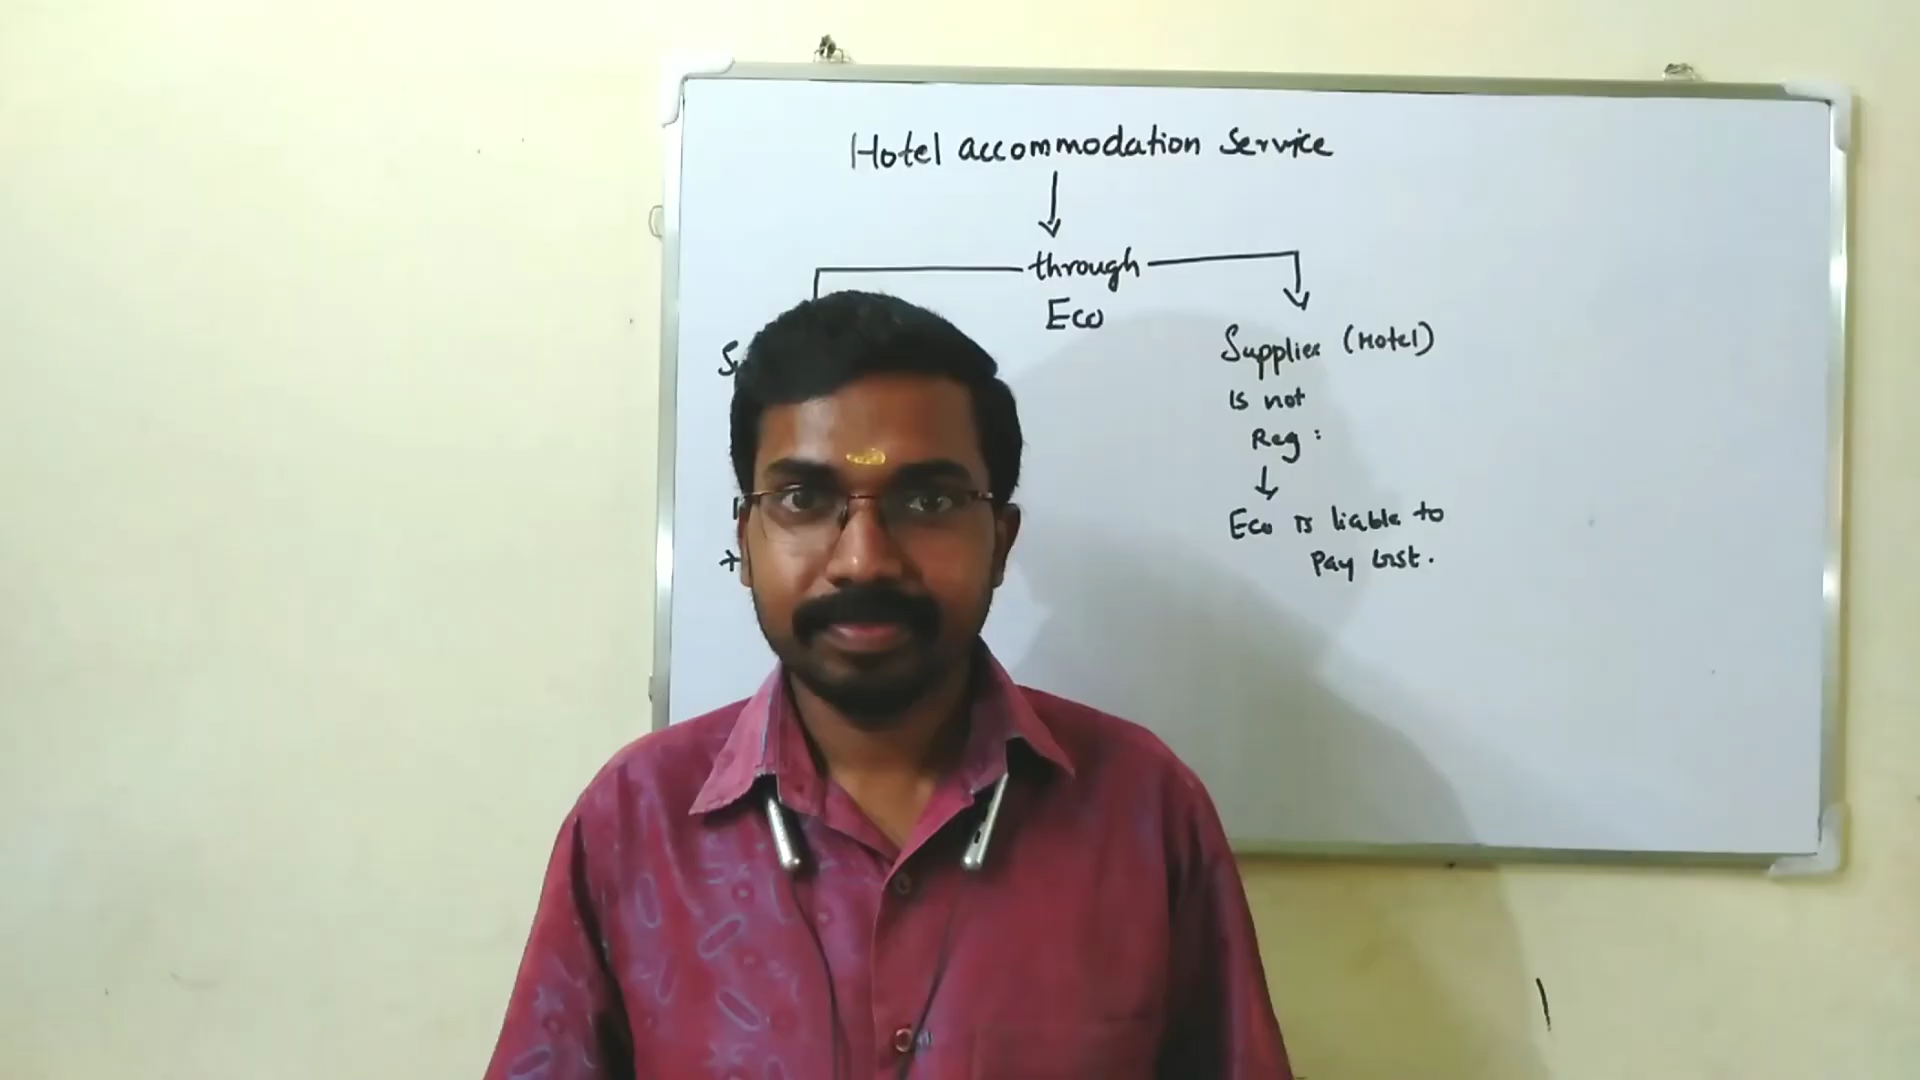 Hotel accommodation Service
through
Eco
Supplier (Hotel)
is not
Reg:
Eco is liable to
Pay Gst.